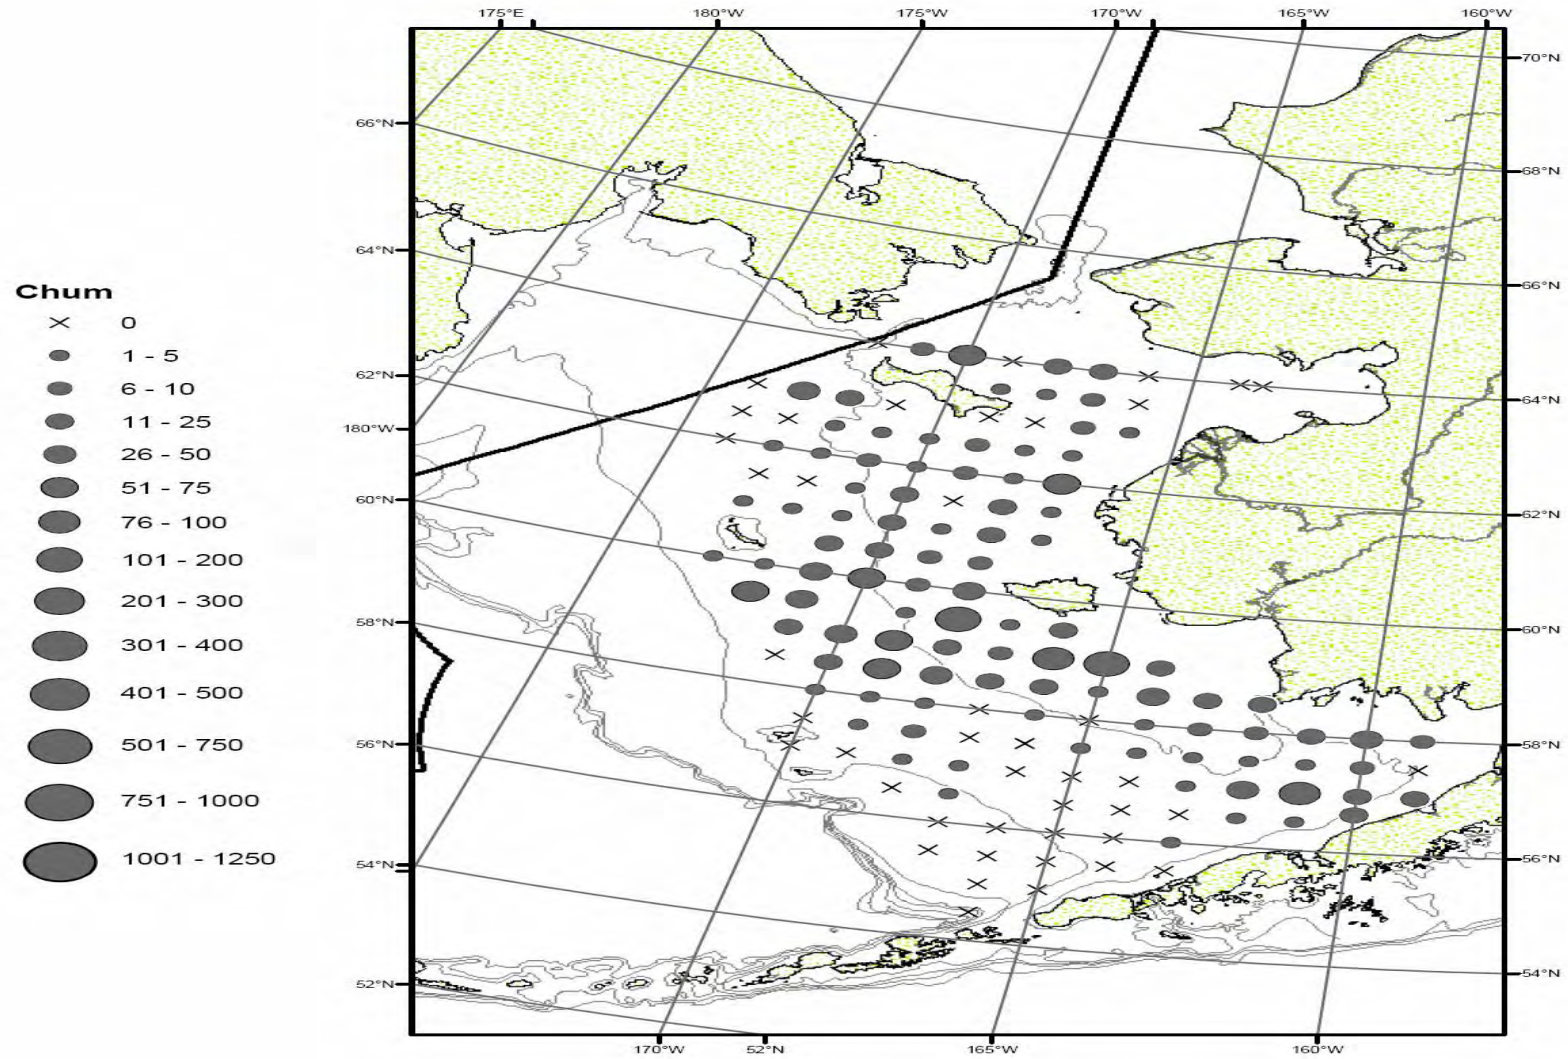 175°E 180°W 175°W 170°W 165°W 160°W
70°N
66°N
68°N
64°N
66°N
Chum
0
1 - 5
6 - 10
11 - 25
26 - 50
51 - 75
76 - 100
101 - 200
201 - 300
301 - 400
401 - 500
501 - 750
751 - 1000
1001 - 1250
62°N
64°N
180°W
60°N
62°N
58°N
60°N
56°N
58°N
54°N
56°N
52°N
54°N
170°W 52°N 165°W 160°W